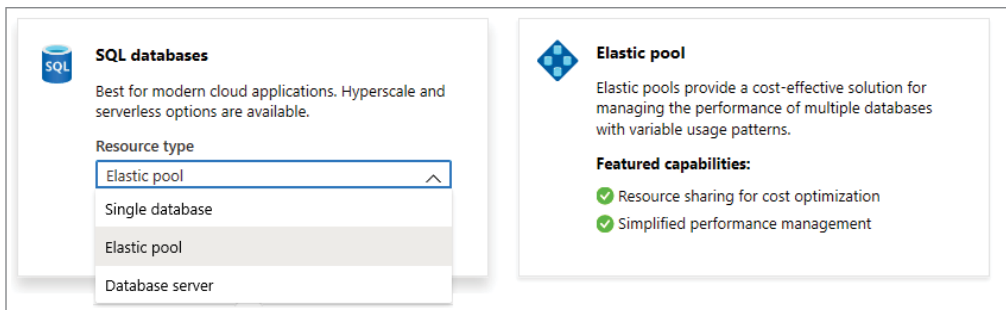 SQL
SQL databases
Best for modern cloud applications. Hyperscale and
serverless options are available.
Resource type
Elastic pool
Single database
Elastic pool
Database server
Elastic pool
Elastic pools provide a cost-effective solution for
managing the performance of multiple databases
with variable usage patterns.
Featured capabilities:
Resource sharing for cost optimization
Simplified performance management